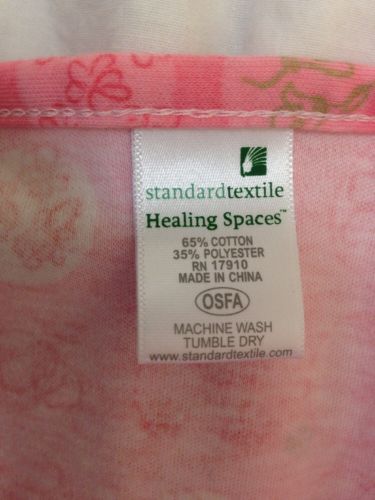 standardtextile
Healing Spaces™
65% COTTON
35% POLYESTER
RN 17910
MADE IN CHINA
OSFA
MACHINE WASH
TUMBLE DRY
www.standardtextile.com